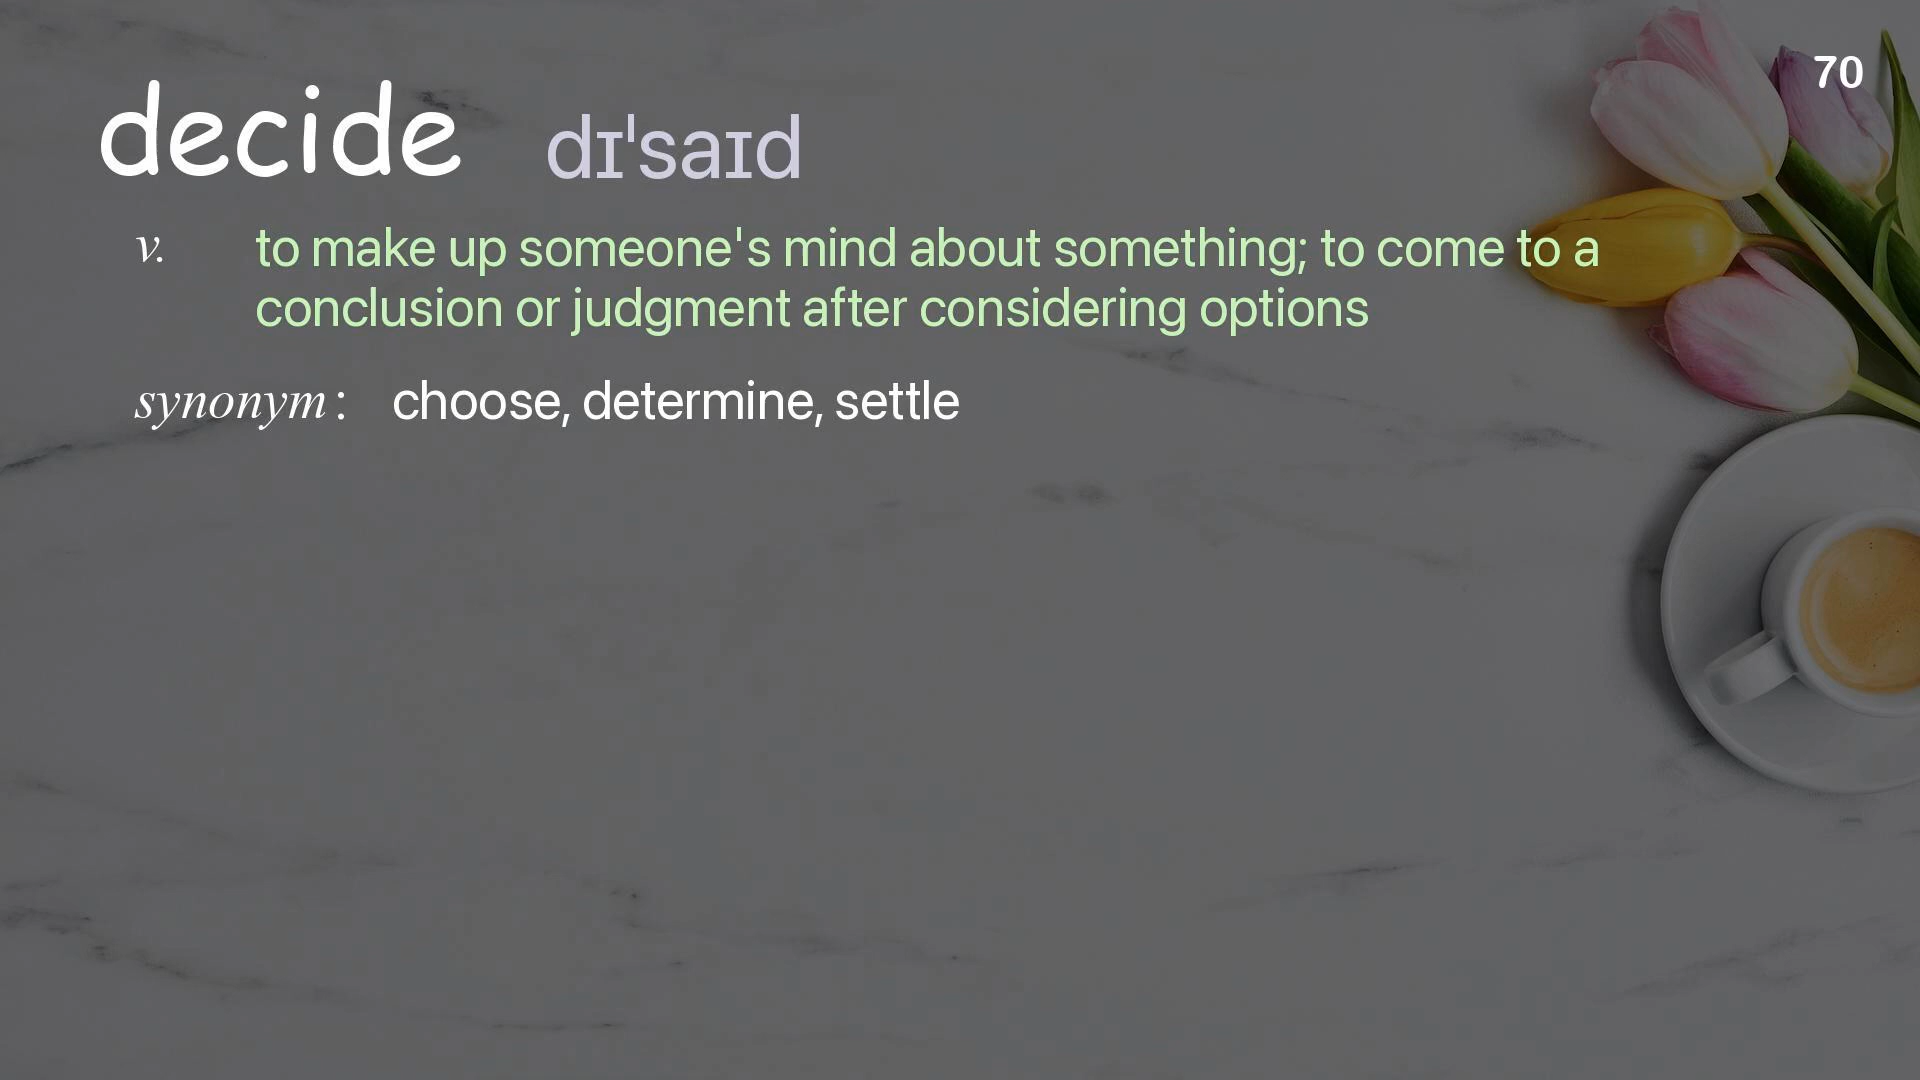 70
decide dɪˈsaɪd
v. to make up someone's mind about something; to come to a
conclusion or judgment after considering options
synonym : choose, determine, settle